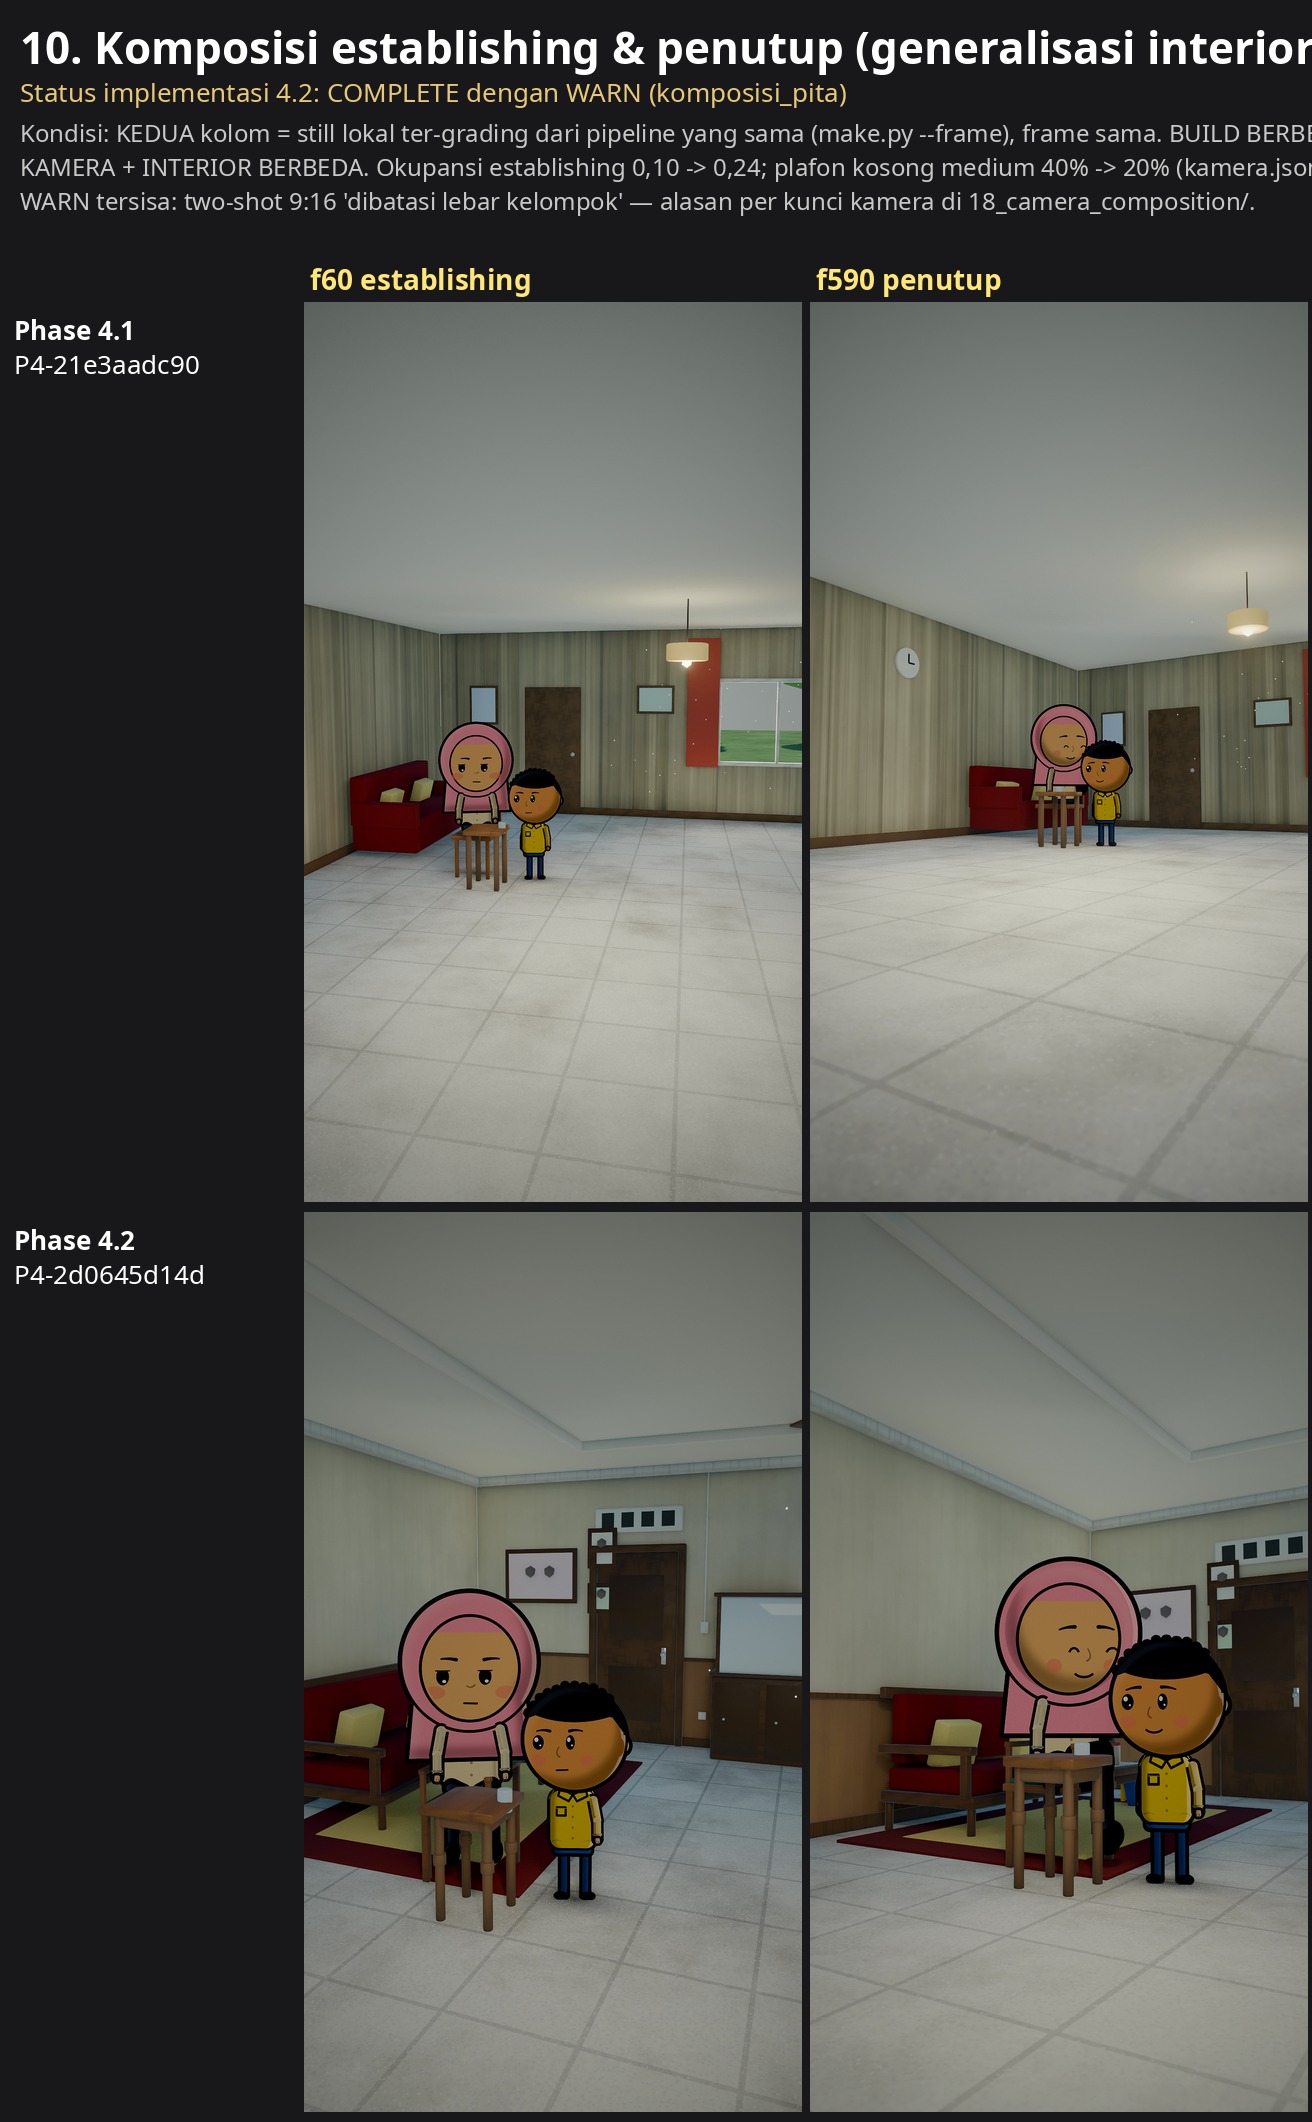 10. Komposisi establishing & penutup (generalisasi interior
Status implementasi 4.2: COMPLETE dengan WARN (komposisi_pita)
Kondisi: KEDUA kolom = still lokal ter-grading dari pipeline yang sama (make.py --frame), frame sama. BUILD
KAMERA + INTERIOR BERBEDA. Okupansi establishing 0,10 -> 0,24; plafon kosong medium 40% -> 20%
WARN tersisa: two-shot 9:16 'dibatasi lebar kelompok' — alasan per kunci kamera di 18_camera_composition/.
f60 establishing
f590 penutup
Phase 4.1
P4-21e3aadc90
Phase 4.2
P4-2d0645d14d